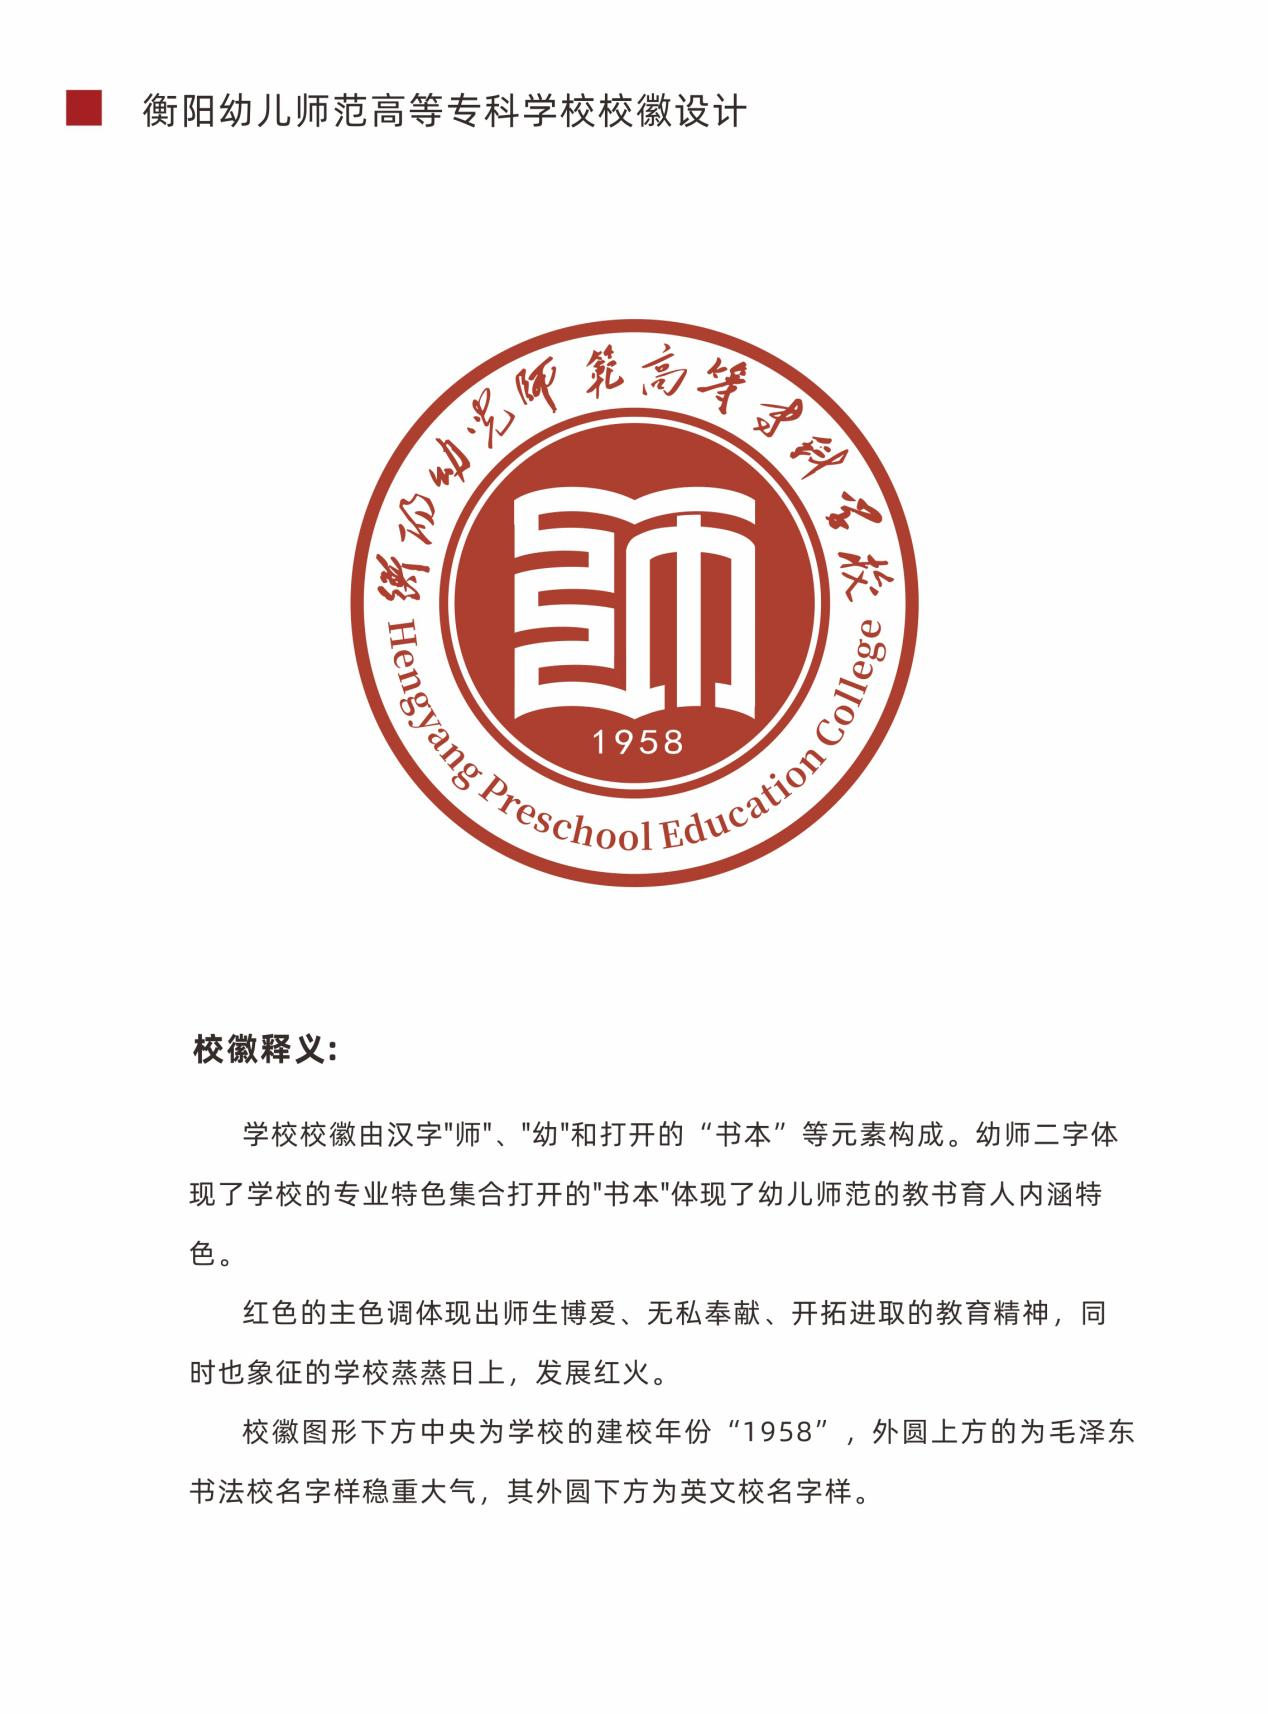 衡阳幼儿师范高等专科学校校徽设计
衡阳幼儿师範高等专科学校
1958
Hengyang Preschool Education College
校徽释义:
学校校徽由汉字"师"、"幼"和打开的“书本”等元素构成。幼师二字体
现了学校的专业特色集合打开的"书本"体现了幼儿师范的教书育人内涵特
色。
红色的主色调体现出师生博爱、无私奉献、开拓进取的教育精神，同
时也象征的学校蒸蒸日上，发展红火。
校徽图形下方中央为学校的建校年份“1958”，外圆上方的为毛泽东
书法校名字样稳重大气，其外圆下方为英文校名字样。